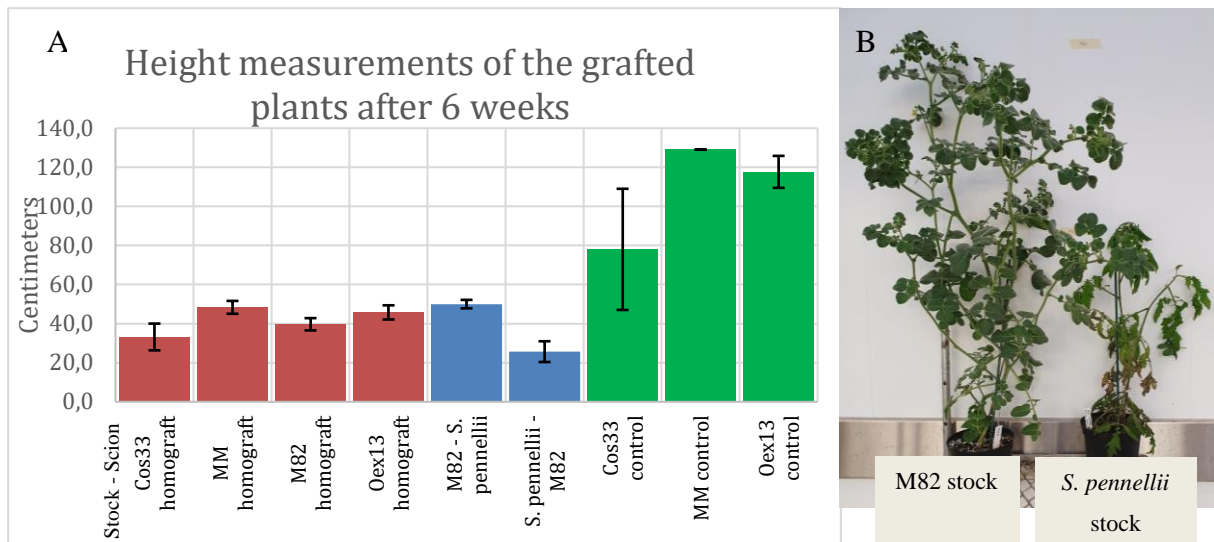 A
Height measurements of the grafted
plants after 6 weeks
Centimeters
140,0
120,0
100,0
80,0
60,0
40,0
20,0
0,0
Stock - Scion
Cos33
homograft
MM
homograft
M82
homograft
Oex13
homograft
M82 - S.
pennellii
S. pennellii -
M82
Cos33
control
MM control
Oex13
control
B
M82 stock
S. pennellii
stock